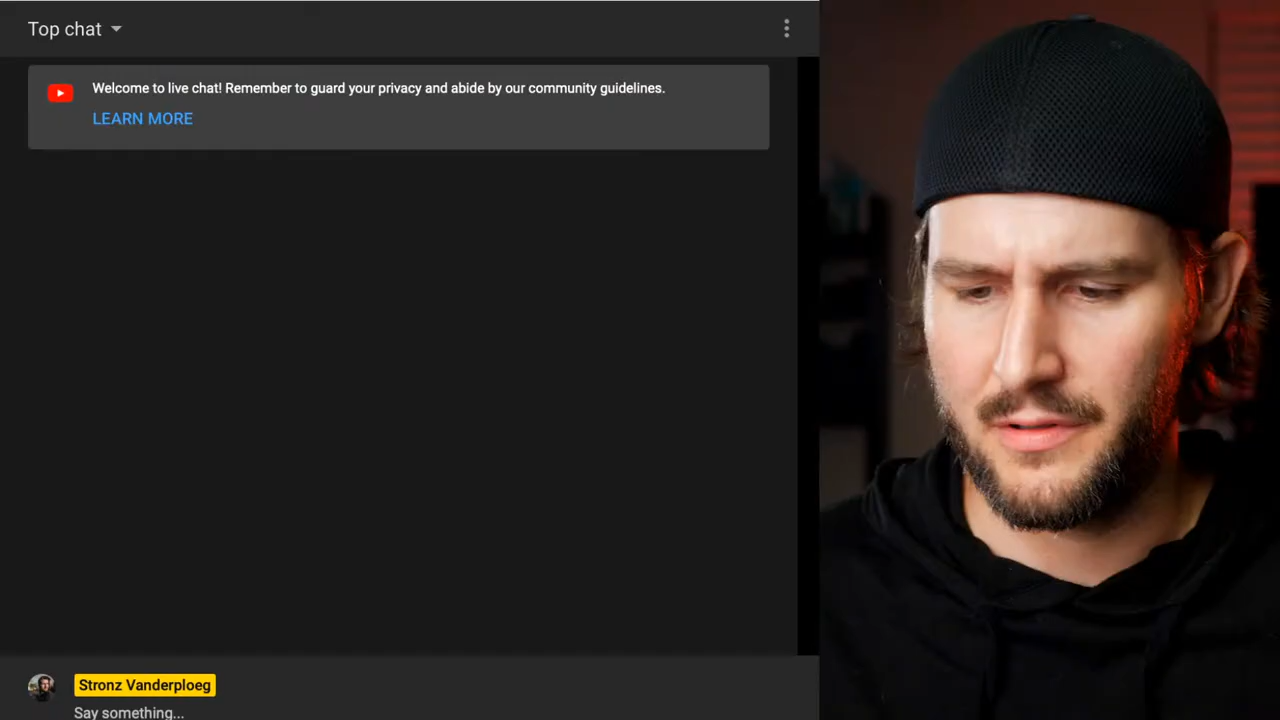 Top chat
Welcome to live chat! Remember to guard your privacy and abide by our community guidelines.
LEARN MORE
Stronz Vanderploeg
Say something...